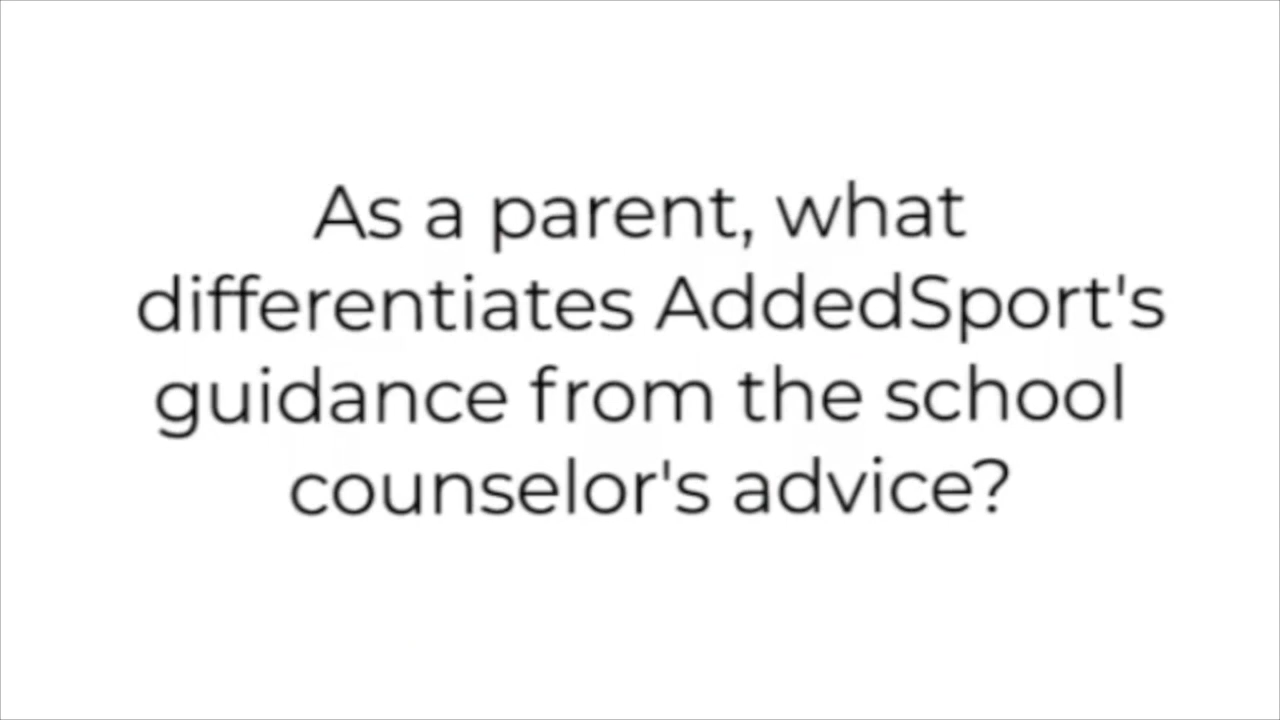 As a parent, what
differentiates AddedSport's
guidance from the school
counselor's advice?